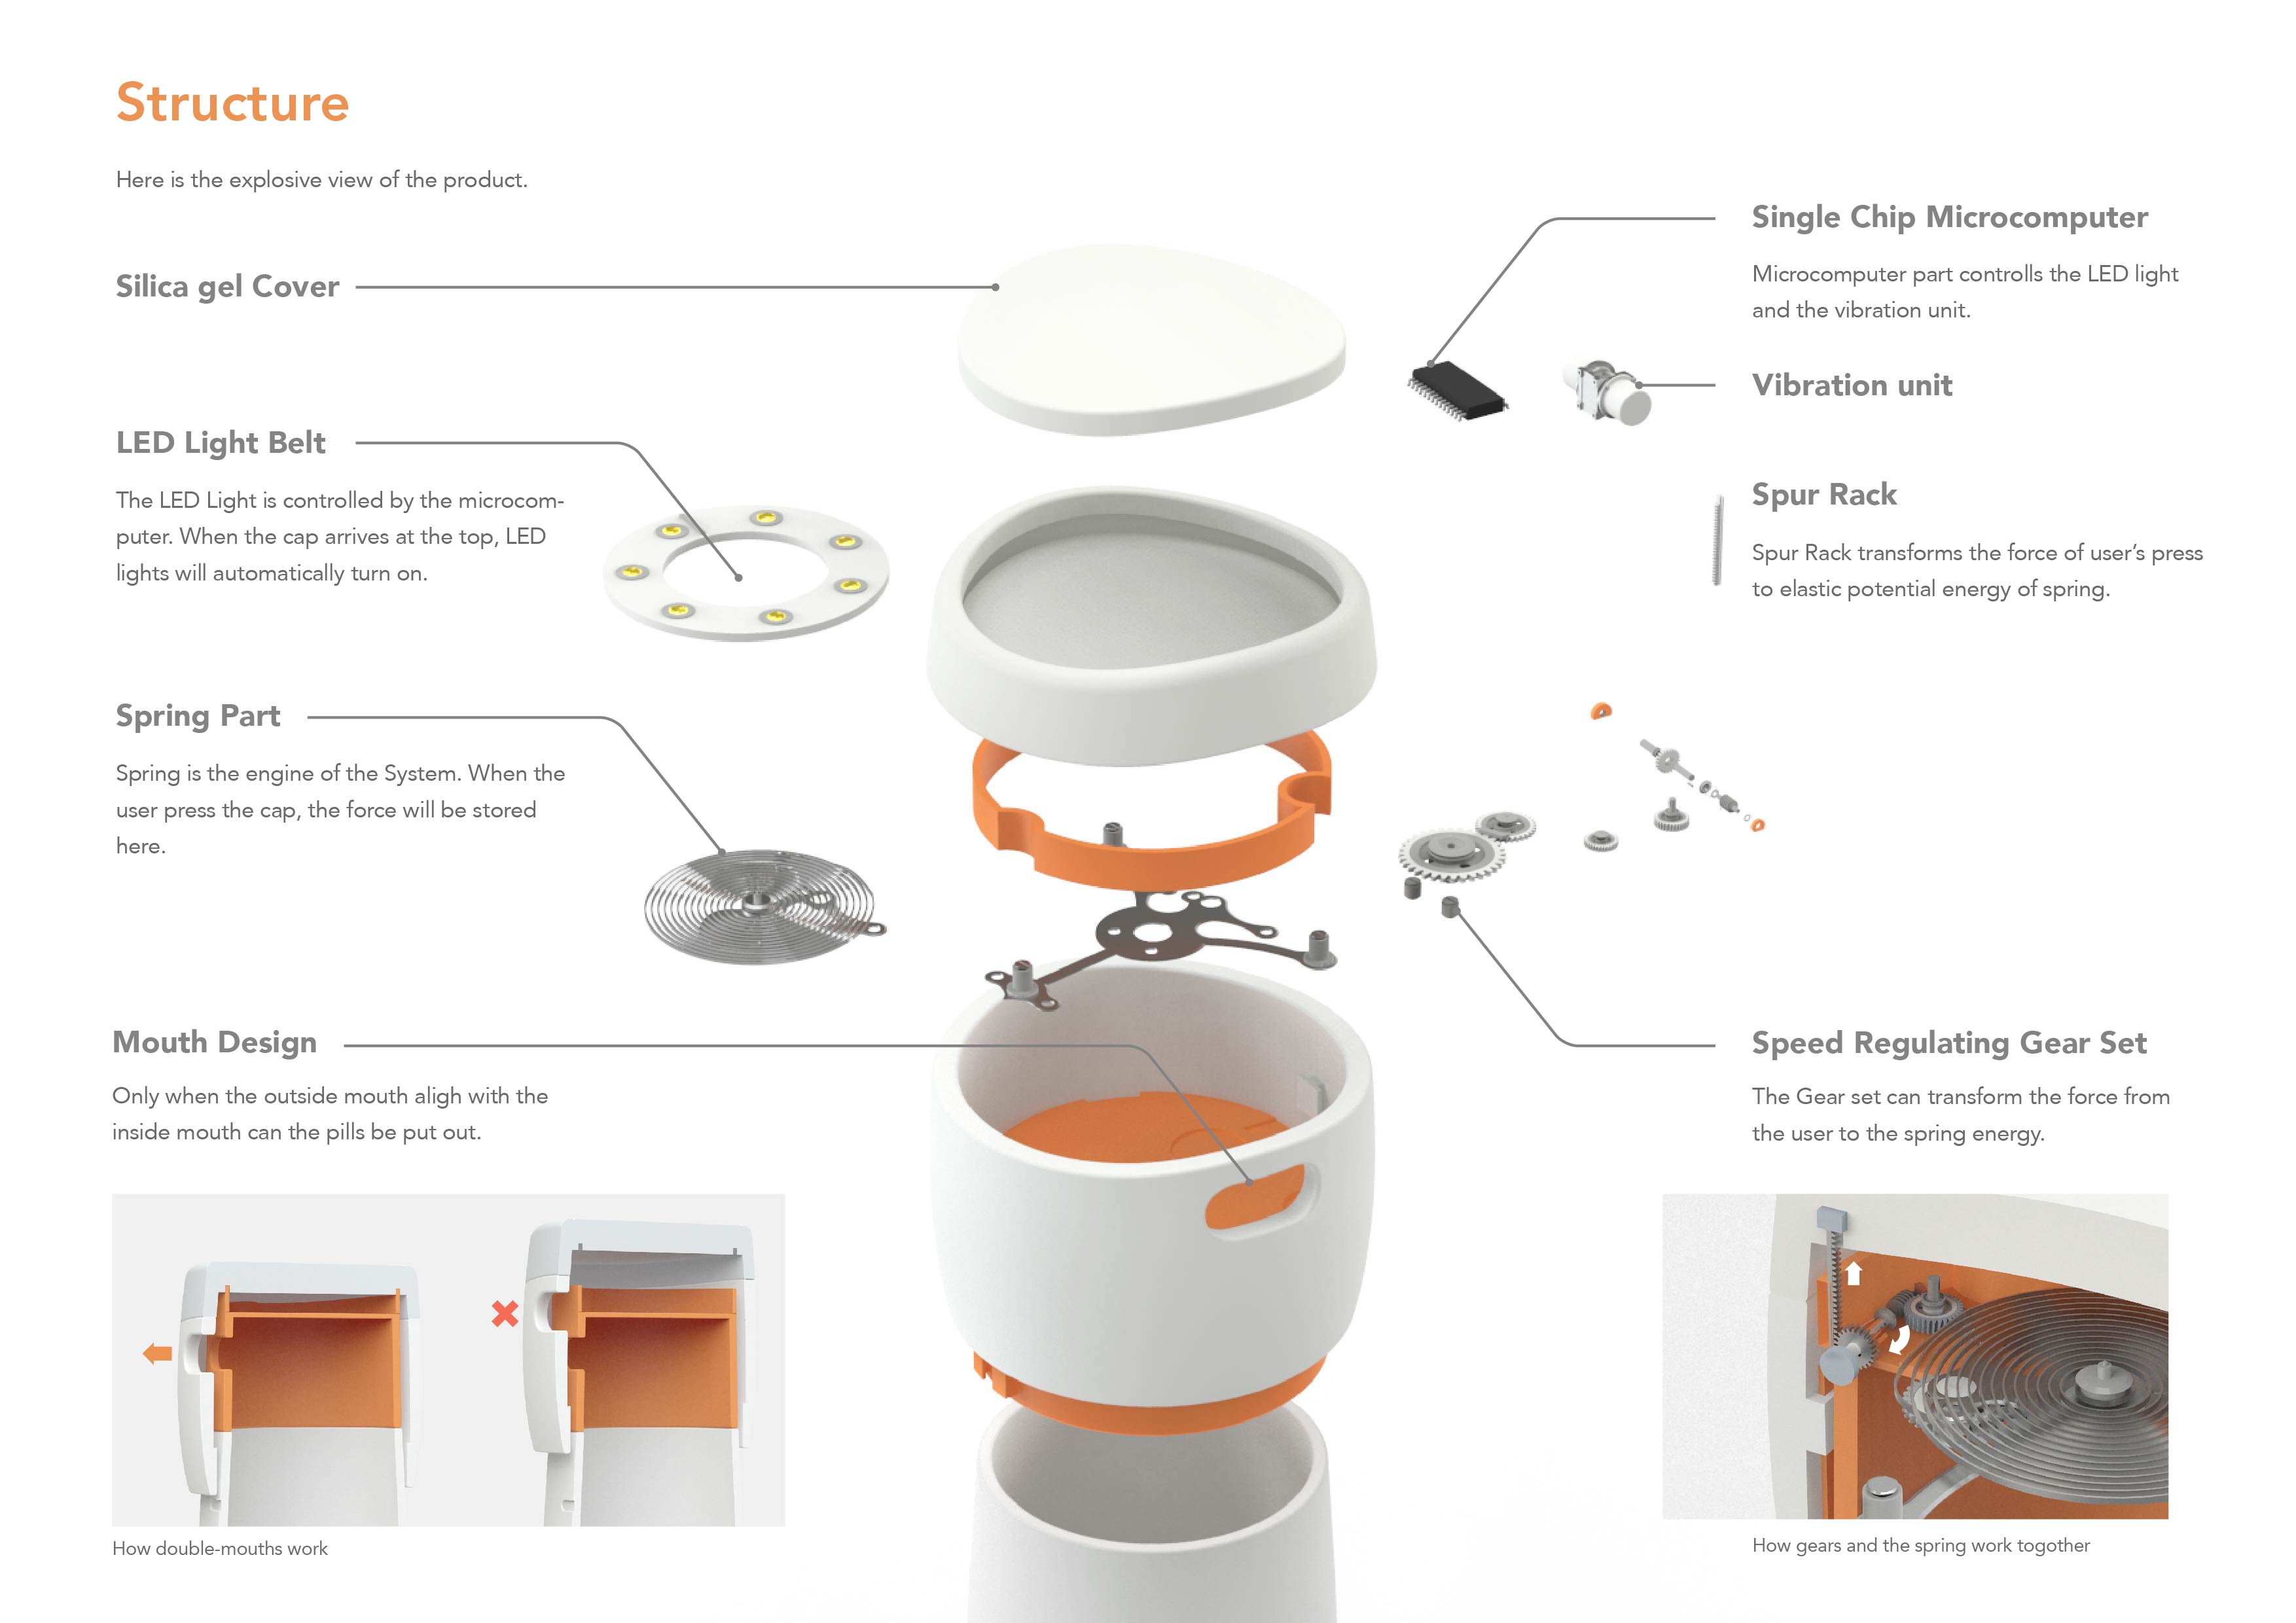 Structure
Here is the explosive view of the product.
Silica gel Cover
LED Light Belt
The LED Light is controlled by the microcom-
puter. When the cap arrives at the top, LED
lights will automatically turn on.
Spring Part
Spring is the engine of the System. When the
user press the cap, the force will be stored
here.
Mouth Design
Only when the outside mouth aligh with the
inside mouth can the pills be put out.
How double-mouths work
Single Chip Microcomputer
Microcomputer part controlls the LED light
and the vibration unit.
Vibration unit
Spur Rack
Spur Rack transforms the force of user’s press
to elastic potential energy of spring.
Speed Regulating Gear Set
The Gear set can transform the force from
the user to the spring energy.
How gears and the spring work togother